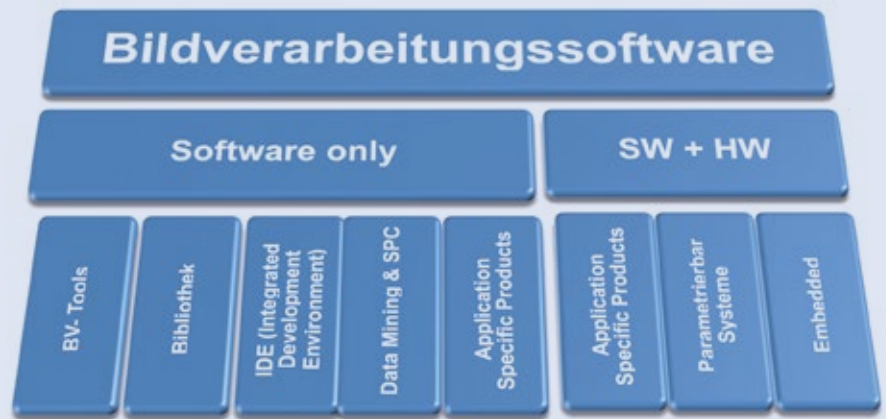 Bildverarbeitungssoftware
Software only
SW + HW
BV- Tools
Bibliothek
IDE (Integrated
Development
Environment)
Data Mining & SPC
Application
Specific Products
Application
Specific Products
Parametrierbar
Systeme
Embedded